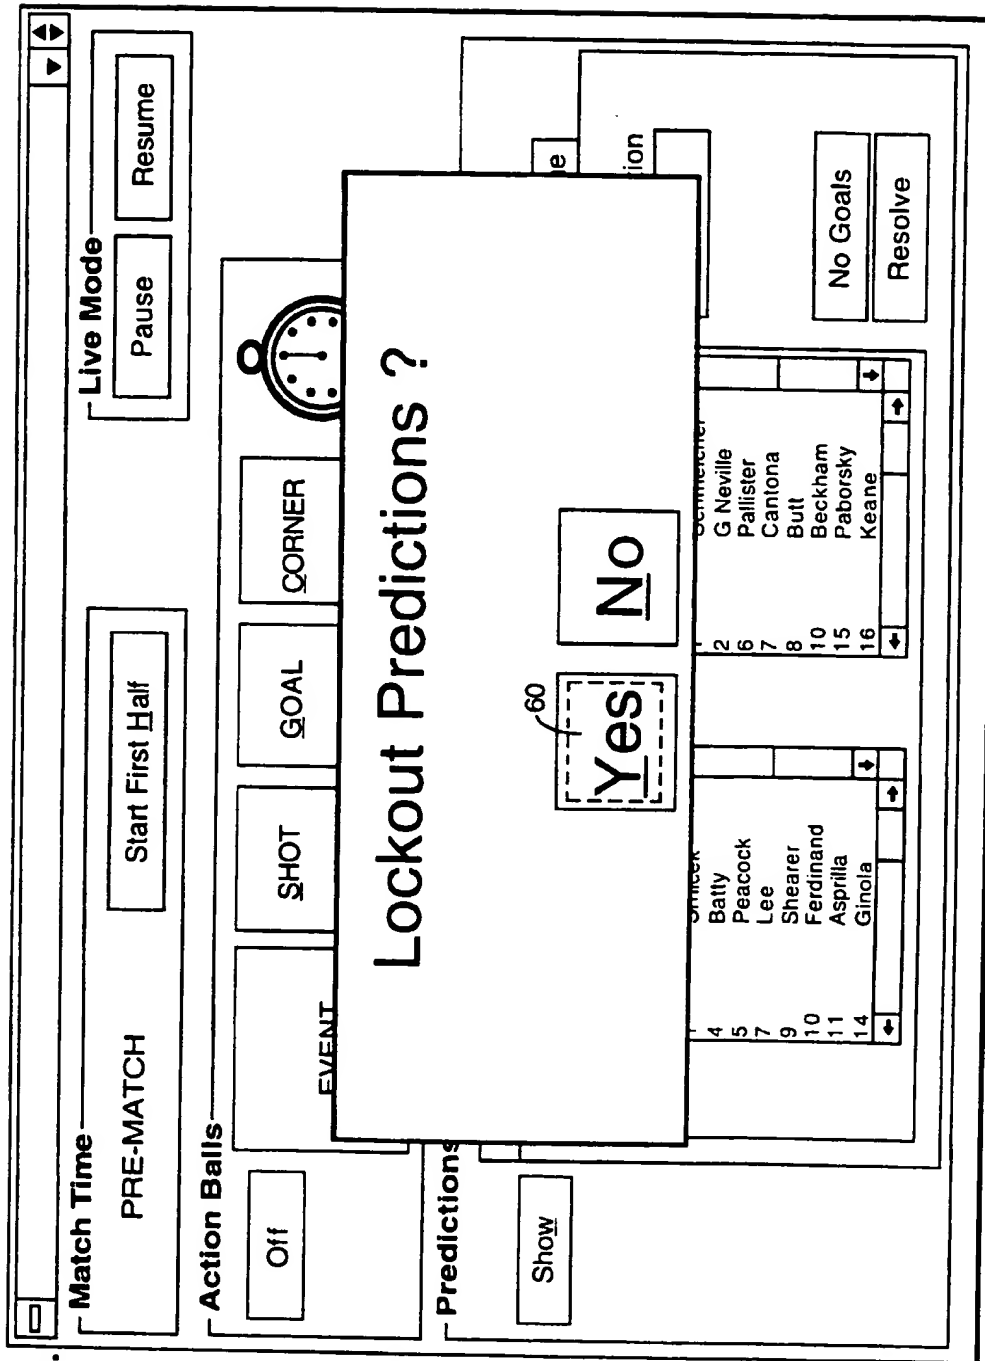 Match Time
PRE-MATCH
Start First Half
Live Mode
Pause
Resume
Action Balls
Off
EVENT
SHOT
GOAL
CORNER
Lockout Predictions ?
60
Yes
No
Predictions
Show
4 Batty
5 Peacock
7 Lee
9 Shearer
10 Ferdinand
11 Asprilla
14 Ginola
2 G Neville
6 Pallister
7 Cantona
8 Butt
10 Beckham
15 Paborsky
16 Keane
No Goals
Resolve